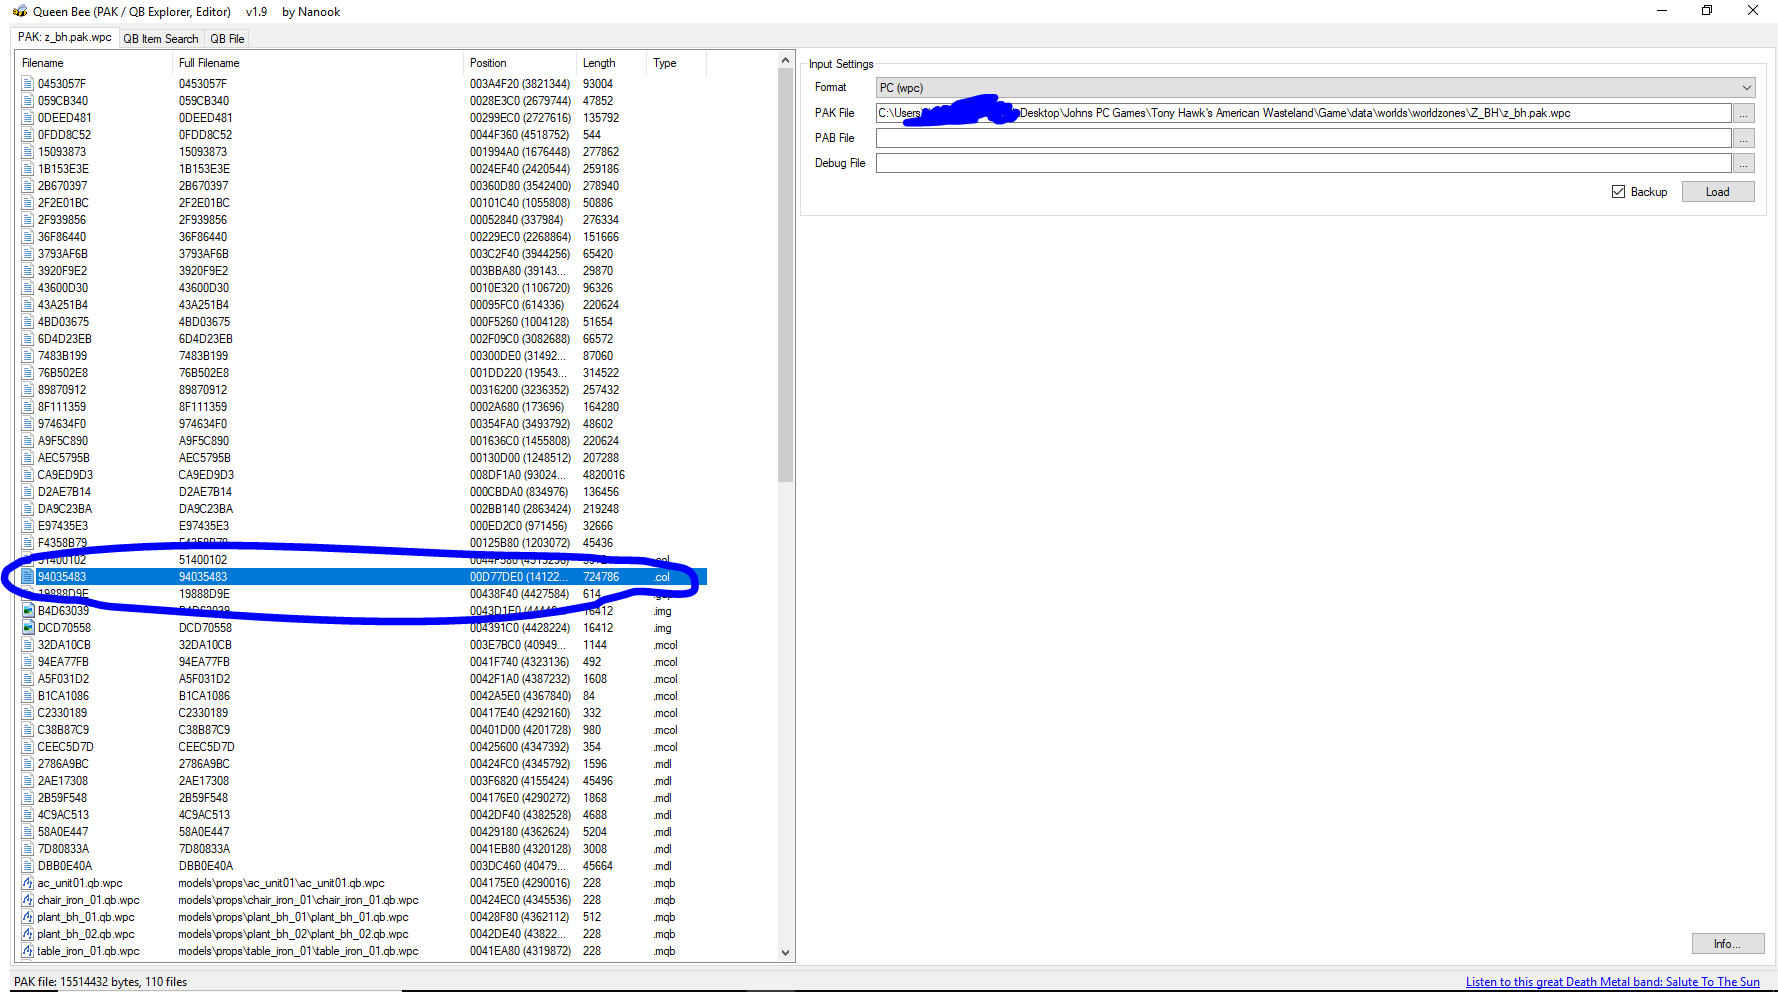 Queen Bee (PAK / QB Explorer, Editor) v1.9 by Nanook
PAK: z_bh.pak.wpc QB Item Search QB File
Filename Full Filename Position Length Type
0453057F 0453057F 003A4F20 (3821344) 93004
059CB340 059CB340 0028E3C0 (2679744) 47852
0DEED481 0DEED481 00299EC0 (2727616) 135792
0FDD8C52 0FDD8C52 0044F360 (4518752) 544
15093873 15093873 001994A0 (1676448) 277862
1B153E3E 1B153E3E 0024EF40 (2420544) 259186
2B670397 2B670397 00360D80 (3542400) 278940
2F2E01BC 2F2E01BC 00101C40 (1055808) 50886
2F939856 2F939856 00052840 (337984) 276334
36F86440 36F86440 00229EC0 (2268864) 151666
3793AF6B 3793AF6B 003C2F40 (3944256) 65420
3920F9E2 3920F9E2 003BBA80 (39143... 29870
43600D30 43600D30 0010E320 (1106720) 96326
43A251B4 43A251B4 00095FC0 (614336) 220624
4BD03675 4BD03675 000F5260 (1004128) 51654
6D4D23EB 6D4D23EB 002F09C0 (3082688) 66572
7483B199 7483B199 00300DE0 (31492... 87060
76B502E8 76B502E8 001DD220 (19543... 314522
89870912 89870912 00316200 (3236352) 257432
8F111359 8F111359 0002A680 (173696) 164280
974634F0 974634F0 00354FA0 (3493792) 48602
A9F5C890 A9F5C890 001636C0 (1455808) 220624
AEC5795B AEC5795B 00130D00 (1248512) 207288
CA9ED9D3 CA9ED9D3 008DF1A0 (93024... 4820016
D2AE7B14 D2AE7B14 000CBDA0 (834976) 136456
DA9C23BA DA9C23BA 002BB140 (2863424) 219248
E97435E3 E97435E3 000ED2C0 (971456) 32666
F4358B79 F4358B79 00125B80 (1203072) 45436
51400102 51400102 .col
94035483 94035483 00D77DE0 (14122... 724786 .col
19888D9E 19888D9E 00438F40 (4427584) 614
B4D63039 B4D63039 0043D1E0 16412 .img
DCD70558 DCD70558 004391C0 (4428224) 16412 .img
32DA10CB 32DA10CB 003E7BC0 (40949... 1144 .mcol
94EA77FB 94EA77FB 0041F740 (4323136) 492 .mcol
A5F031D2 A5F031D2 0042F1A0 (4387232) 1608 .mcol
B1CA1086 B1CA1086 0042A5E0 (4367840) 84 .mcol
C2330189 C2330189 00417E40 (4292160) 332 .mcol
C38B87C9 C38B87C9 00401D00 (4201728) 980 .mcol
CEEC5D7D CEEC5D7D 00425600 (4347392) 354 .mcol
2786A9BC 2786A9BC 00424FC0 (4345792) 1596 .mdl
2AE17308 2AE17308 003F6820 (4155424) 45496 .mdl
2B59F548 2B59F548 004176E0 (4290272) 1868 .mdl
4C9AC513 4C9AC513 0042DF40 (4382528) 4688 .mdl
58A0E447 58A0E447 00429180 (4362624) 5204 .mdl
7D80833A 7D80833A 0041EB80 (4320128) 3008 .mdl
DBB0E40A DBB0E40A 003DC460 (40479... 45664 .mdl
ac_unit01.qb.wpc models\props\ac_unit01\ac_unit01.qb.wpc 004175E0 (4290016) 228 .mqb
chair_iron_01.qb.wpc models\props\chair_iron_01\chair_iron_01.qb.wpc 00424EC0 (4345536) 228 .mqb
plant_bh_01.qb.wpc models\props\plant_bh_01\plant_bh_01.qb.wpc 00428F80 (4362112) 512 .mqb
plant_bh_02.qb.wpc models\props\plant_bh_02\plant_bh_02.qb.wpc 0042DE40 (43822... 228 .mqb
table_iron_01.qb.wpc models\props\table_iron_01\table_iron_01.qb.wpc 0041EA80 (4319872) 228 .mqb
Input Settings
Format PC (wpc)
PAK File C:\Users Desktop\Johns PC Games\Tony Hawk's American Wasteland\Game\data\worlds\worldzones\Z_BH\z_bh.pak.wpc ...
PAB File ...
Debug File ...
Backup Load
Info...
PAK file: 15514432 bytes, 110 files
Listen to this great Death Metal band: Salute To The Sun